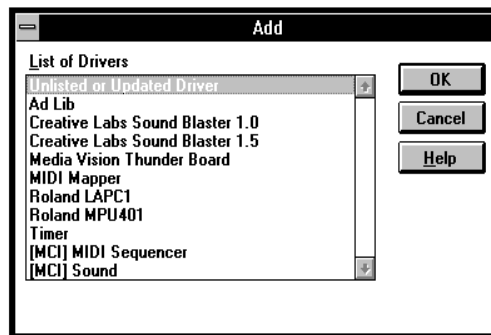 Add
List of Drivers
Unlisted or Updated Driver
Ad Lib
Creative Labs Sound Blaster 1.0
Creative Labs Sound Blaster 1.5
Media Vision Thunder Board
MIDI Mapper
Roland LAPC1
Roland MPU401
Timer
[MCI] MIDI Sequencer
[MCI] Sound
OK
Cancel
Help